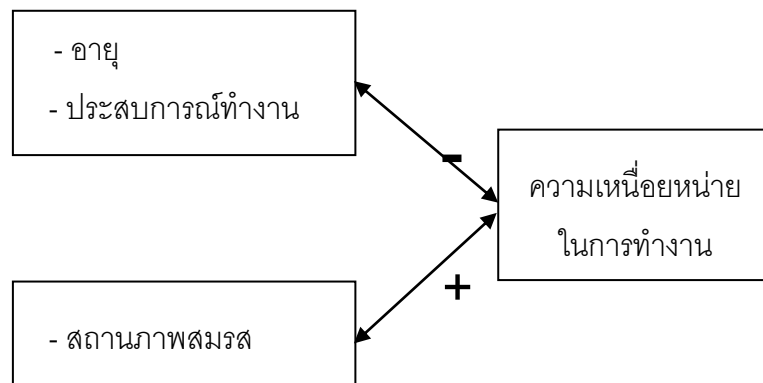 - อายุ
- ประสบการณ์ทำงาน
-
ความเหนื่อยหน่าย
ในการทำงาน
+
- สถานภาพสมรส